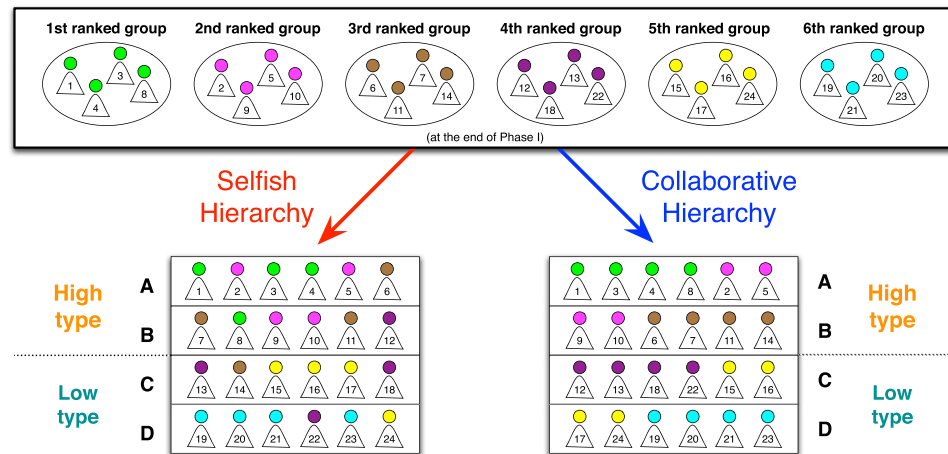 1st ranked group 2nd ranked group 3rd ranked group 4th ranked group 5th ranked group 6th ranked group
1 3 4 8
2 5 9 10
6 7 11 14
12 13 18 22
15 16 17 24
19 20 21 23
(at the end of Phase I)
Selfish
Hierarchy
Collaborative
Hierarchy
High
type
Low
type
A 1 2 3 4 5 6
B 7 8 9 10 11 12
C 13 14 15 16 17 18
D 19 20 21 22 23 24
1 3 4 8 2 5 A
9 10 6 7 11 14 B
12 13 18 22 15 16 C
17 24 19 20 21 23 D
High
type
Low
type